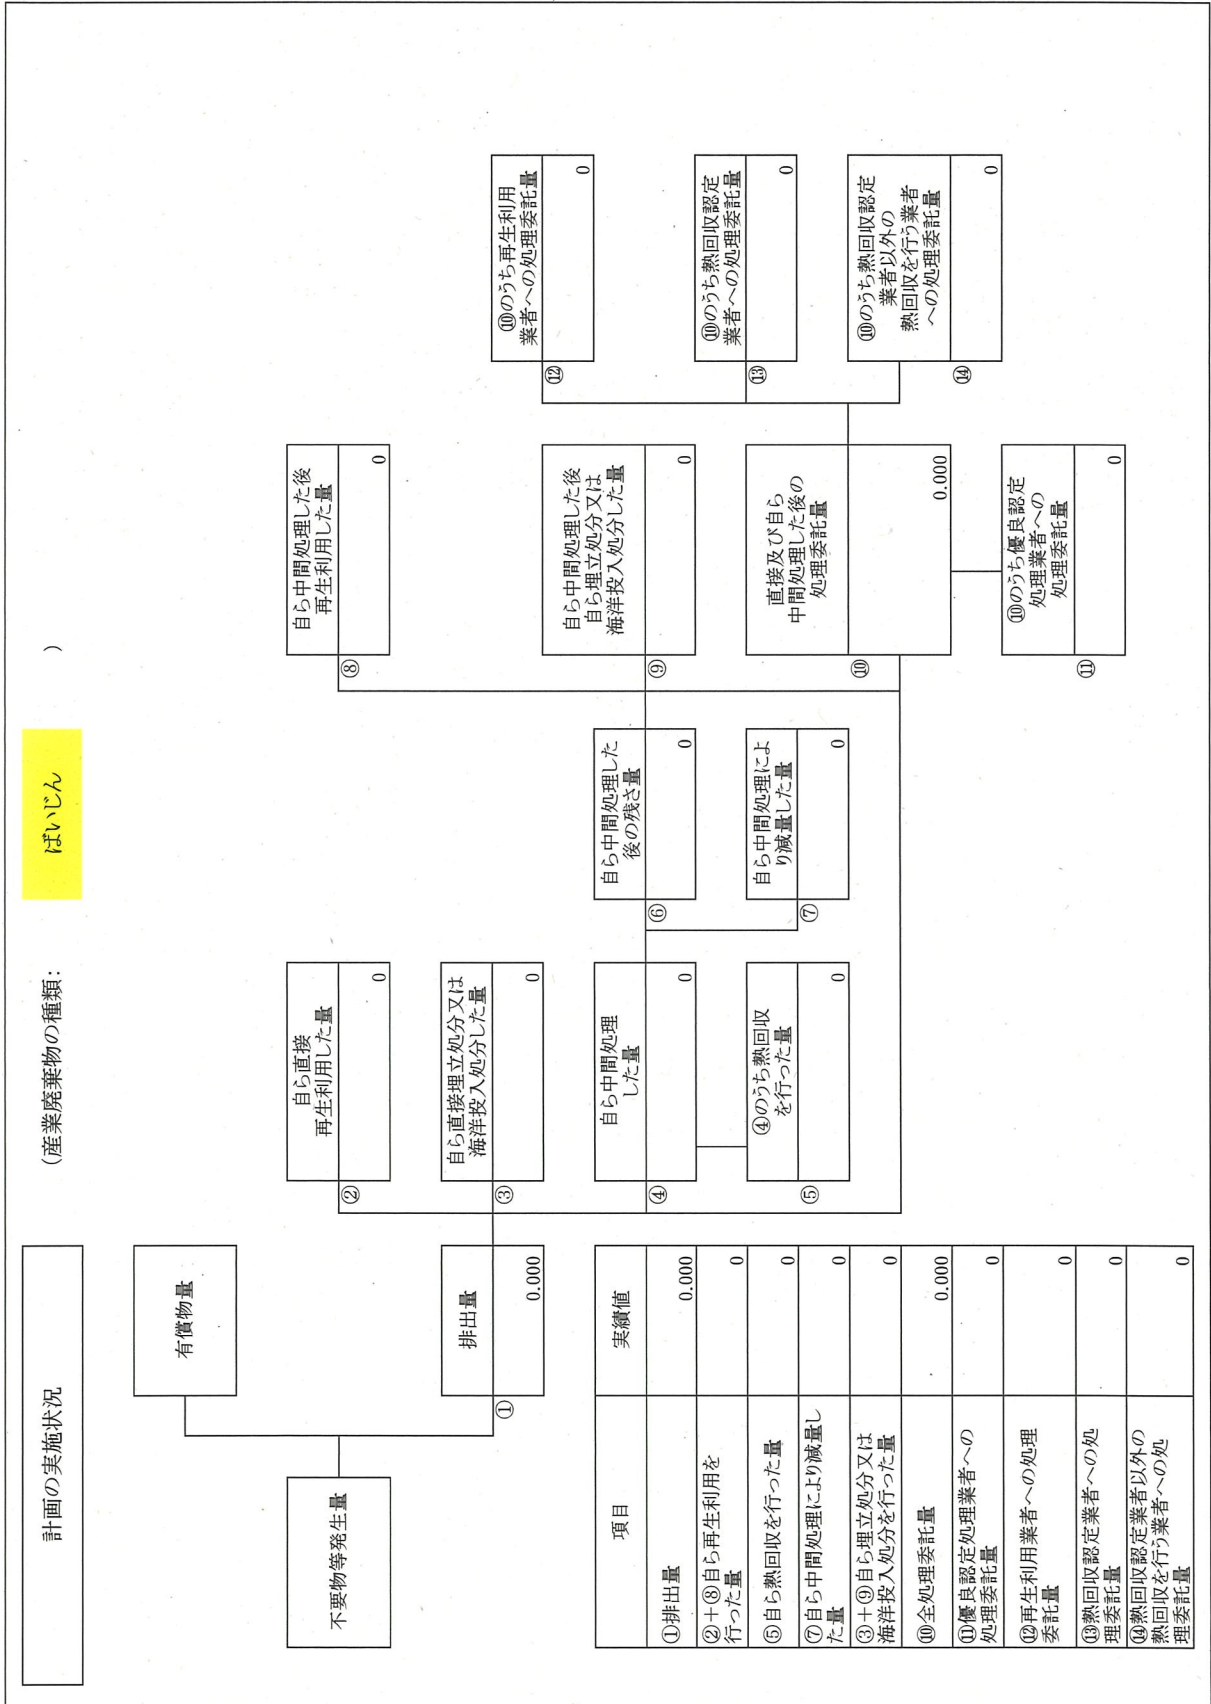 計画の実施状況
（産業廃棄物の種類：
ばいじん
）
不要物等発生量
有償物量
①
排出量
0.000
②
自ら直接
再生利用した量
0
③
自ら直接埋立処分又は
海洋投入処分した量
0
④
自ら中間処理
した量
0
⑤
④のうち熱回収
を行った量
0
⑥
自ら中間処理した
後の残さ量
0
⑦
自ら中間処理によ
り減量した量
0
⑧
自ら中間処理した後
再生利用した量
0
⑨
自ら中間処理した後
自ら埋立処分又は
海洋投入処分した量
0
⑩
直接及び自ら
中間処理した後の
処理委託量
0.000
⑪
⑩のうち優良認定
処理業者への
処理委託量
0
⑫
⑩のうち再生利用
業者への処理委託量
0
⑬
⑩のうち熱回収認定
業者への処理委託量
0
⑭
⑩のうち熱回収認定
業者以外の
熱回収を行う業者
への処理委託量
0
項目 実績値
①排出量 0.000
②＋⑧自ら再生利用を
行った量 0
⑤自ら熱回収を行った量 0
⑦自ら中間処理により減量し
た量 0
③＋⑨自ら埋立処分又は
海洋投入処分を行った量 0
⑩全処理委託量 0.000
⑪優良認定処理業者への
処理委託量 0
⑫再生利用業者への処理
委託量 0
⑬熱回収認定業者への処
理委託量 0
⑭熱回収認定業者以外の
熱回収を行う業者への処
理委託量 0